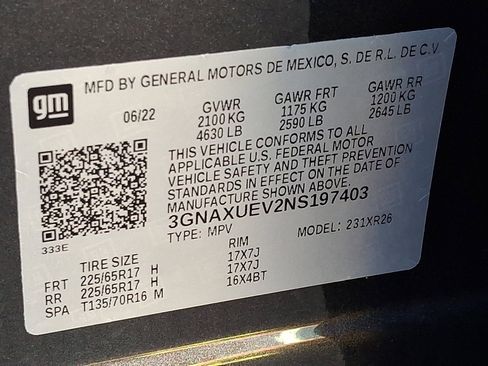 gm
MFD BY GENERAL MOTORS DE MEXICO, S. DE R.L. DE C.V
06/22 GVWR GAWR FRT GAWR RR
2100 KG 1175 KG 1200 KG
4630 LB 2590 LB 2645 LB
THIS VEHICLE CONFORMS TO ALL
APPLICABLE U.S. FEDERAL MOTOR
VEHICLE SAFETY AND THEFT PREVENTION
STANDARDS IN EFFECT ON THE DATE OF
MANUFACTURE SHOWN ABOVE.
3GNAXUEV2NS197403
333E
TYPE: MPV MODEL: 231XR26
TIRE SIZE RIM
FRT 225/65R17 H 17X7J
RR 225/65R17 H 17X7J
SPA T135/70R16 M 16X4BT